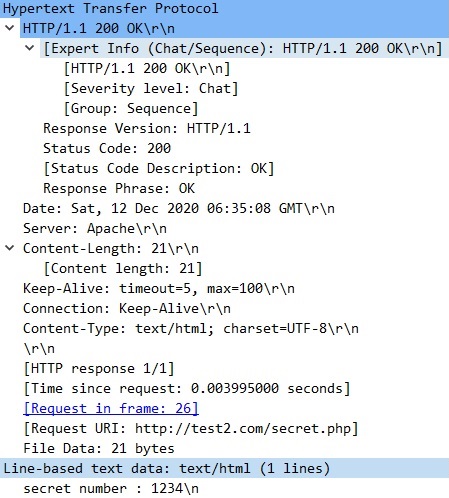 Hypertext Transfer Protocol
HTTP/1.1 200 OK\r\n
[Expert Info (Chat/Sequence): HTTP/1.1 200 OK\r\n]
[HTTP/1.1 200 OK\r\n]
[Severity level: Chat]
[Group: Sequence]
Response Version: HTTP/1.1
Status Code: 200
[Status Code Description: OK]
Response Phrase: OK
Date: Sat, 12 Dec 2020 06:35:08 GMT\r\n
Server: Apache\r\n
Content-Length: 21\r\n
[Content length: 21]
Keep-Alive: timeout=5, max=100\r\n
Connection: Keep-Alive\r\n
Content-Type: text/html; charset=UTF-8\r\n
\r\n
[HTTP response 1/1]
[Time since request: 0.003995000 seconds]
[Request in frame: 26]
[Request URI: http://test2.com/secret.php]
File Data: 21 bytes
Line-based text data: text/html (1 lines)
secret number : 1234\n